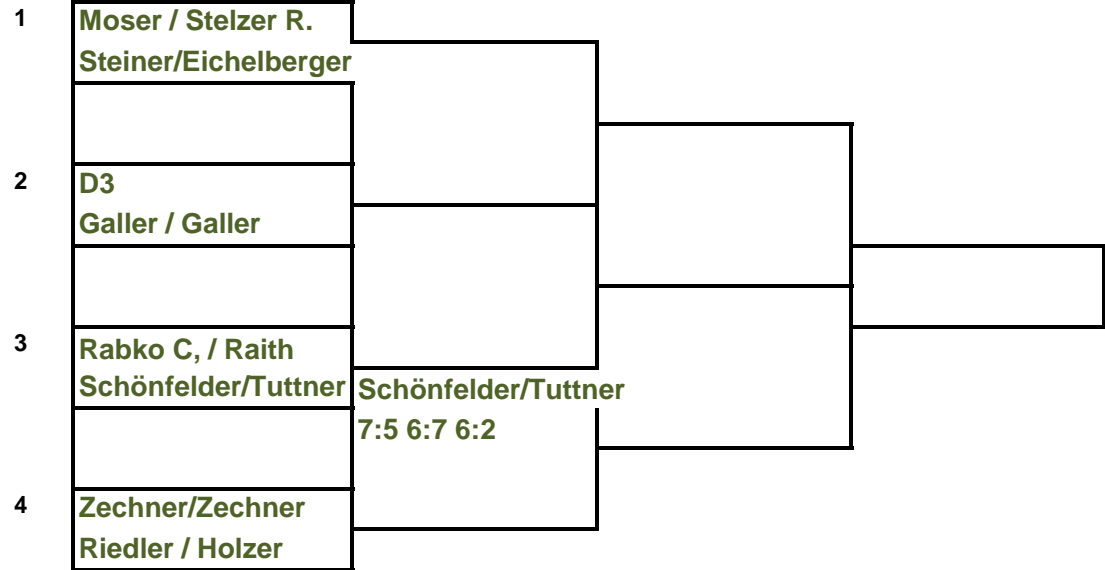 1
Moser / Stelzer R.
Steiner/Eichelberger
2
D3
Galler / Galler
3
Rabko C, / Raith
Schönfelder/Tuttner
Schönfelder/Tuttner
7:5 6:7 6:2
4
Zechner/Zechner
Riedler / Holzer